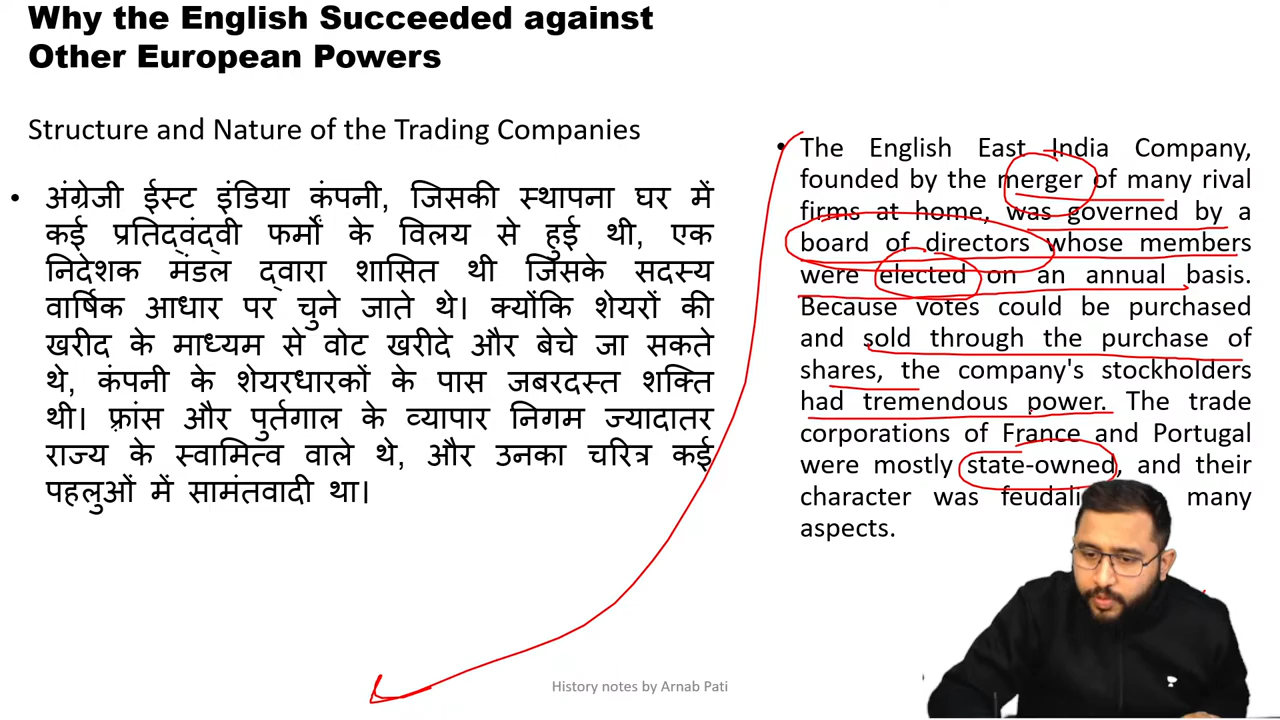 Why the English Succeeded against
Other European Powers
Structure and Nature of the Trading Companies
• अंग्रेजी ईस्ट इंडिया कंपनी, जिसकी स्थापना घर में
कई प्रतिद्वंद्वी फर्मों के विलय से हुई थी, एक
निदेशक मंडल द्वारा शासित थी जिसके सदस्य
वार्षिक आधार पर चुने जाते थे। क्योंकि शेयरों की
खरीद के माध्यम से वोट खरीदे और बेचे जा सकते
थे, कंपनी के शेयरधारकों के पास जबरदस्त शक्ति
थी। फ़्रांस और पुर्तगाल के व्यापार निगम ज्यादातर
राज्य के स्वामित्व वाले थे, और उनका चरित्र कई
पहलुओं में सामंतवादी था।
• The English East India Company,
founded by the merger of many rival
firms at home, was governed by a
board of directors whose members
were elected on an annual basis.
Because votes could be purchased
and sold through the purchase of
shares, the company's stockholders
had tremendous power. The trade
corporations of France and Portugal
were mostly state-owned, and their
character was many
aspects.
History notes by Arnab Pati